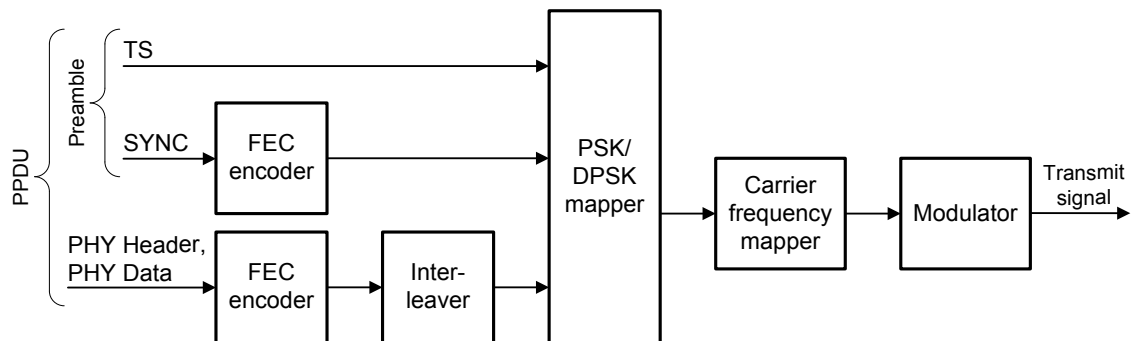 PPDU
Preamble
TS
SYNC
FEC
encoder
PHY Header,
PHY Data
FEC
encoder
Inter-
leaver
PSK/
DPSK
mapper
Carrier
frequency
mapper
Modulator
Transmit
signal